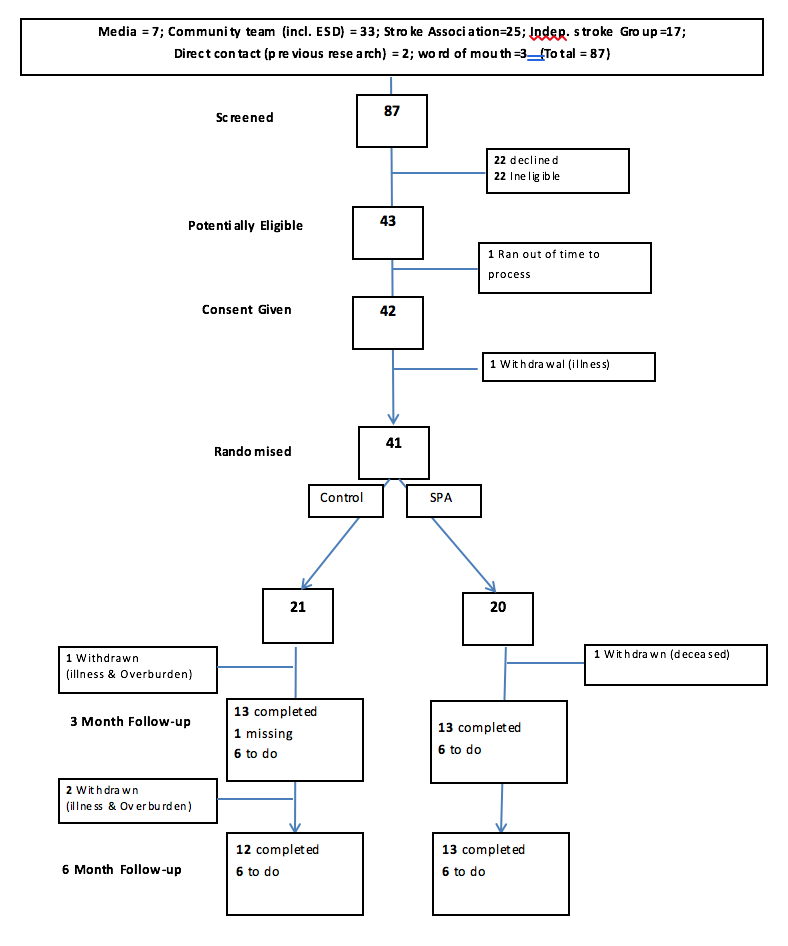 Media = 7; Community team (incl. ESD) = 33; Stroke Association=25; Indep. stroke Group=17;
Direct contact (previous research) = 2; word of mouth=3 (Total = 87)
Screened
87
22 declined
22 Ineligible
Potentially Eligible
43
1 Ran out of time to
process
Consent Given
42
1 Withdrawal (illness)
Randomised
41
Control
SPA
21
20
1 Withdrawn
(illness & Overburden)
1 Withdrawn (deceased)
3 Month Follow-up
13 completed
1 missing
6 to do
13 completed
6 to do
2 Withdrawn
(illness & Overburden)
6 Month Follow-up
12 completed
6 to do
13 completed
6 to do